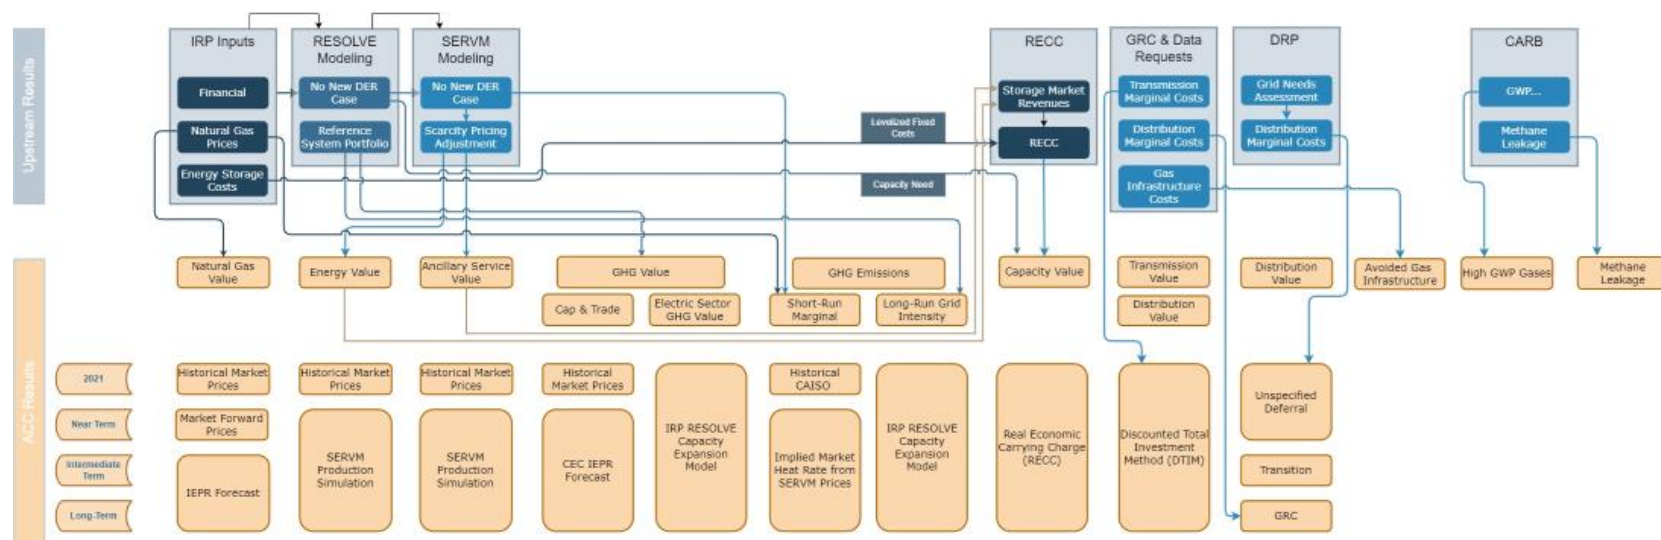 Upstream Results
IRP Inputs
Financial
Natural Gas
Prices
Energy Storage
Costs
RESOLVE
Modeling
No New DER
Case
Reference
System Portfolio
SERVM
Modeling
No New DER
Case
Scarcity Pricing
Adjustment
Levelized Fixed
Costs
Capacity Need
RECC
Storage Market
Revenues
RECC
GRC & Data
Requests
Transmission
Marginal Costs
Distribution
Marginal Costs
Gas
Infrastructure
Costs
DRP
Grid Needs
Assessment
Distribution
Marginal Costs
CARB
GWP...
Methane
Leakage
ACC Results
Natural Gas
Value
Energy Value
Ancillary Service
Value
GHG Value
Cap & Trade
Electric Sector
GHG Value
GHG Emissions
Short-Run
Marginal
Long-Run Grid
Intensity
Capacity Value
Transmission
Value
Distribution
Value
Distribution
Value
Avoided Gas
Infrastructure
High GWP Gases
Methane
Leakage
2021
Near Term
Intermediate
Term
Long-Term
Historical Market
Prices
Market Forward
Prices
IEPR Forecast
Historical Market
Prices
SERVM
Production
Simulation
Historical Market
Prices
SERVM
Production
Simulation
Historical
Market Prices
CEC IEPR
Forecast
IRP RESOLVE
Capacity
Expansion
Model
Historical
CAISO
Implied Market
Heat Rate from
SERVM Prices
IRP RESOLVE
Capacity
Expansion
Model
Real Economic
Carrying Charge
(RECC)
Discounted Total
Investment
Method (DTIM)
Unspecified
Deferral
Transition
GRC